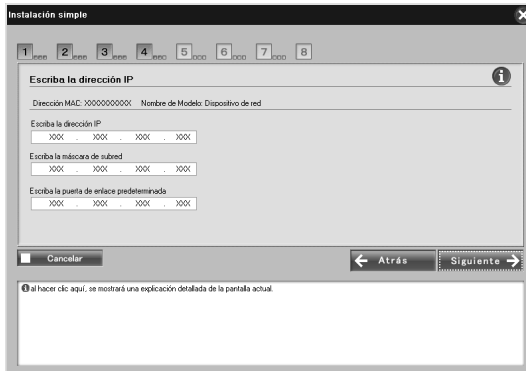 Instalación simple
1 2 3 4 5 6 7 8
Escriba la dirección IP
Dirección MAC: XXXXXXXXXX Nombre de Modelo: Dispositivo de red
Escriba la dirección IP
XXX . XXX . XXX . XXX
Escriba la máscara de subred
XXX . XXX . XXX . XXX
Escriba la puerta de enlace predeterminada
XXX . XXX . XXX . XXX
Cancelar
Atrás
Siguiente
al hacer clic aquí, se mostrará una explicación detallada de la pantalla actual.